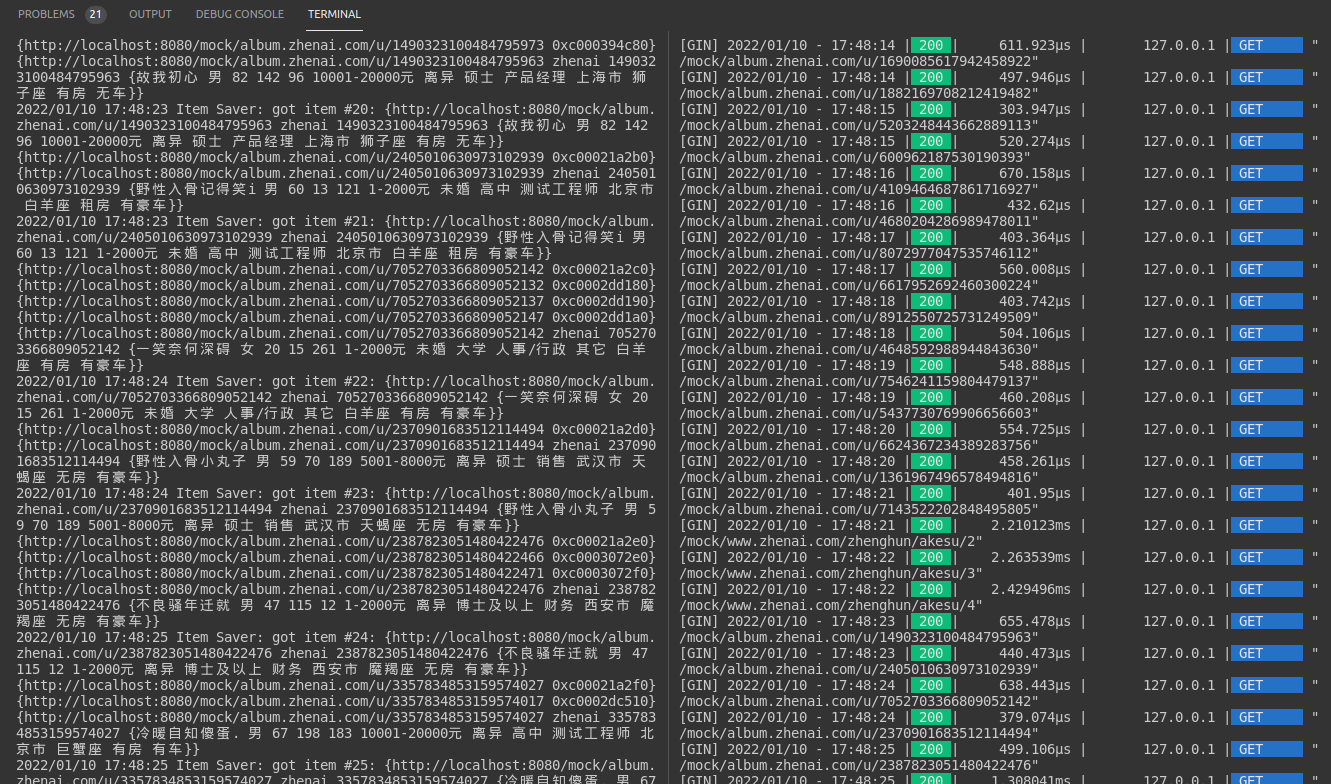 PROBLEMS 21 OUTPUT DEBUG CONSOLE TERMINAL
{http://localhost:8080/mock/album.zhenai.com/u/1490323100484795973 0xc000394c80}
{http://localhost:8080/mock/album.zhenai.com/u/1490323100484795963 zhenai 149032
3100484795963 {故我初心 男 82 142 96 10001-20000元 离异 硕士 产品经理 上海市 狮
子座 有房 无车}}
2022/01/10 17:48:23 Item Saver: got item #20: {http://localhost:8080/mock/album.
zhenai.com/u/1490323100484795963 zhenai 1490323100484795963 {故我初心 男 82 142
96 10001-20000元 离异 硕士 产品经理 上海市 狮子座 有房 无车}}
{http://localhost:8080/mock/album.zhenai.com/u/2405010630973102939 0xc00021a2b0}
{http://localhost:8080/mock/album.zhenai.com/u/2405010630973102939 zhenai 240501
0630973102939 {野性入骨记得笑i 男 60 13 121 1-2000元 未婚 高中 测试工程师 北京市
白羊座 租房 有豪车}}
2022/01/10 17:48:23 Item Saver: got item #21: {http://localhost:8080/mock/album.
zhenai.com/u/2405010630973102939 zhenai 2405010630973102939 {野性入骨记得笑i 男
60 13 121 1-2000元 未婚 高中 测试工程师 北京市 白羊座 租房 有豪车}}
{http://localhost:8080/mock/album.zhenai.com/u/7052703366809052142 0xc00021a2c0}
{http://localhost:8080/mock/album.zhenai.com/u/7052703366809052132 0xc0002dd180}
{http://localhost:8080/mock/album.zhenai.com/u/7052703366809052137 0xc0002dd190}
{http://localhost:8080/mock/album.zhenai.com/u/7052703366809052147 0xc0002dd1a0}
{http://localhost:8080/mock/album.zhenai.com/u/7052703366809052142 zhenai 705270
3366809052142 {一笑奈何深碍 女 20 15 261 1-2000元 未婚 大学 人事/行政 其它 白羊
座 有房 有豪车}}
2022/01/10 17:48:24 Item Saver: got item #22: {http://localhost:8080/mock/album.
zhenai.com/u/7052703366809052142 zhenai 7052703366809052142 {一笑奈何深碍 女 20
15 261 1-2000元 未婚 大学 人事/行政 其它 白羊座 有房 有豪车}}
{http://localhost:8080/mock/album.zhenai.com/u/2370901683512114494 0xc00021a2d0}
{http://localhost:8080/mock/album.zhenai.com/u/2370901683512114494 zhenai 237090
1683512114494 {野性入骨小丸子 男 59 70 189 5001-8000元 离异 硕士 销售 武汉市 天
蝎座 无房 有豪车}}
2022/01/10 17:48:24 Item Saver: got item #23: {http://localhost:8080/mock/album.
zhenai.com/u/2370901683512114494 zhenai 2370901683512114494 {野性入骨小丸子 男 5
9 70 189 5001-8000元 离异 硕士 销售 武汉市 天蝎座 无房 有豪车}}
{http://localhost:8080/mock/album.zhenai.com/u/2387823051480422476 0xc00021a2e0}
{http://localhost:8080/mock/album.zhenai.com/u/2387823051480422466 0xc0003072e0}
{http://localhost:8080/mock/album.zhenai.com/u/2387823051480422471 0xc0003072f0}
{http://localhost:8080/mock/album.zhenai.com/u/2387823051480422476 zhenai 238782
3051480422476 {不良骚年迁就 男 47 115 12 1-2000元 离异 博士及以上 财务 西安市 魔
羯座 无房 有豪车}}
2022/01/10 17:48:25 Item Saver: got item #24: {http://localhost:8080/mock/album.
zhenai.com/u/2387823051480422476 zhenai 2387823051480422476 {不良骚年迁就 男 47
115 12 1-2000元 离异 博士及以上 财务 西安市 魔羯座 无房 有豪车}}
{http://localhost:8080/mock/album.zhenai.com/u/3357834853159574027 0xc00021a2f0}
{http://localhost:8080/mock/album.zhenai.com/u/3357834853159574017 0xc0002dc510}
{http://localhost:8080/mock/album.zhenai.com/u/3357834853159574027 zhenai 335783
4853159574027 {冷暖自知傻蛋. 男 67 198 183 10001-20000元 离异 高中 测试工程师 北
京市 巨蟹座 有房 有车}}
2022/01/10 17:48:25 Item Saver: got item #25: {http://localhost:8080/mock/album.
zhenai.com/u/3357834853159574027 zhenai 3357834853159574027 {冷暖自知傻蛋. 男 67
[GIN] 2022/01/10 - 17:48:14 | 200 | 611.923µs | 127.0.0.1 | GET "
/mock/album.zhenai.com/u/1690085617942458922"
[GIN] 2022/01/10 - 17:48:14 | 200 | 497.946µs | 127.0.0.1 | GET "
/mock/album.zhenai.com/u/1882169708212419482"
[GIN] 2022/01/10 - 17:48:15 | 200 | 303.947µs | 127.0.0.1 | GET "
/mock/album.zhenai.com/u/5203248443662889113"
[GIN] 2022/01/10 - 17:48:15 | 200 | 520.274µs | 127.0.0.1 | GET "
/mock/album.zhenai.com/u/600962187530190393"
[GIN] 2022/01/10 - 17:48:16 | 200 | 670.158µs | 127.0.0.1 | GET "
/mock/album.zhenai.com/u/4109464687861716927"
[GIN] 2022/01/10 - 17:48:16 | 200 | 432.62µs | 127.0.0.1 | GET "
/mock/album.zhenai.com/u/4680204286989478011"
[GIN] 2022/01/10 - 17:48:17 | 200 | 403.364µs | 127.0.0.1 | GET "
/mock/album.zhenai.com/u/8072977047535746112"
[GIN] 2022/01/10 - 17:48:17 | 200 | 560.008µs | 127.0.0.1 | GET "
/mock/album.zhenai.com/u/6617952692460300224"
[GIN] 2022/01/10 - 17:48:18 | 200 | 403.742µs | 127.0.0.1 | GET "
/mock/album.zhenai.com/u/8912550725731249509"
[GIN] 2022/01/10 - 17:48:18 | 200 | 504.106µs | 127.0.0.1 | GET "
/mock/album.zhenai.com/u/4648592988944843630"
[GIN] 2022/01/10 - 17:48:19 | 200 | 548.888µs | 127.0.0.1 | GET "
/mock/album.zhenai.com/u/7546241159804479137"
[GIN] 2022/01/10 - 17:48:19 | 200 | 460.208µs | 127.0.0.1 | GET "
/mock/album.zhenai.com/u/5437730769906656603"
[GIN] 2022/01/10 - 17:48:20 | 200 | 554.725µs | 127.0.0.1 | GET "
/mock/album.zhenai.com/u/6624367234389283756"
[GIN] 2022/01/10 - 17:48:20 | 200 | 458.261µs | 127.0.0.1 | GET "
/mock/album.zhenai.com/u/1361967496578494816"
[GIN] 2022/01/10 - 17:48:21 | 200 | 401.95µs | 127.0.0.1 | GET "
/mock/album.zhenai.com/u/7143522202848495805"
[GIN] 2022/01/10 - 17:48:21 | 200 | 2.210123ms | 127.0.0.1 | GET "
/mock/www.zhenai.com/zhenghun/akesu/2"
[GIN] 2022/01/10 - 17:48:22 | 200 | 2.263539ms | 127.0.0.1 | GET "
/mock/www.zhenai.com/zhenghun/akesu/3"
[GIN] 2022/01/10 - 17:48:22 | 200 | 2.429496ms | 127.0.0.1 | GET "
/mock/www.zhenai.com/zhenghun/akesu/4"
[GIN] 2022/01/10 - 17:48:23 | 200 | 655.478µs | 127.0.0.1 | GET "
/mock/album.zhenai.com/u/1490323100484795963"
[GIN] 2022/01/10 - 17:48:23 | 200 | 440.473µs | 127.0.0.1 | GET "
/mock/album.zhenai.com/u/2405010630973102939"
[GIN] 2022/01/10 - 17:48:24 | 200 | 638.443µs | 127.0.0.1 | GET "
/mock/album.zhenai.com/u/7052703366809052142"
[GIN] 2022/01/10 - 17:48:24 | 200 | 379.074µs | 127.0.0.1 | GET "
/mock/album.zhenai.com/u/2370901683512114494"
[GIN] 2022/01/10 - 17:48:25 | 200 | 499.106µs | 127.0.0.1 | GET "
/mock/album.zhenai.com/u/2387823051480422476"
[GIN] 2022/01/10 - 17:48:25 | 200 | 1.308041ms | 127.0.0.1 | GET "